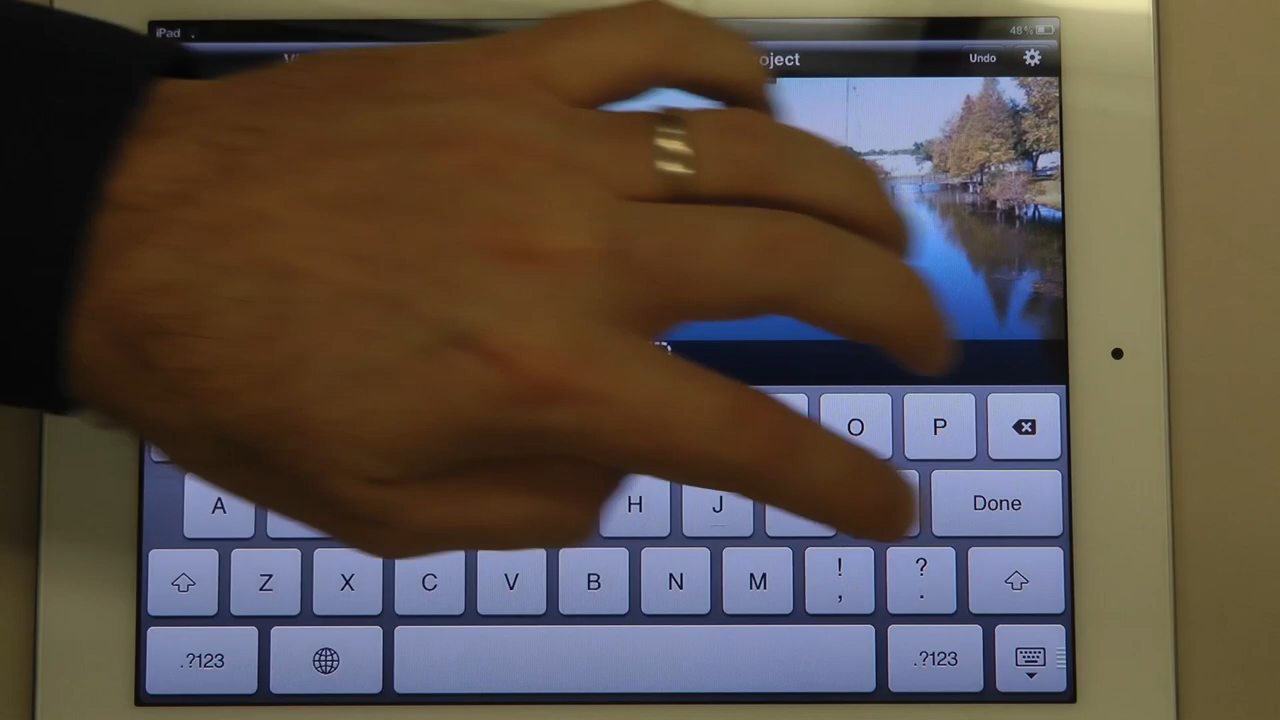 iPad 48%
oject Undo
O P
A H J Done
Z X C V B N M ! , ? .
.?123 .?123